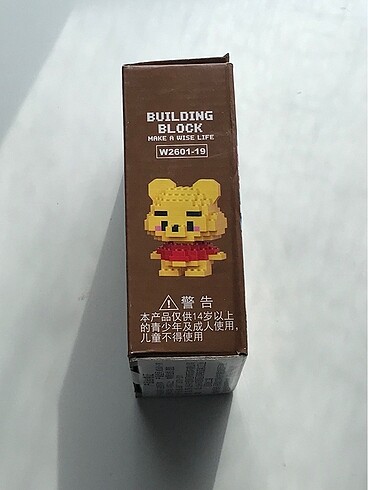 BUILDING
BLOCK
MAKE A WISE LIFE
W2601-19
警告
本产品仅供14岁以上
的青少年及成人使用,
儿童不得使用